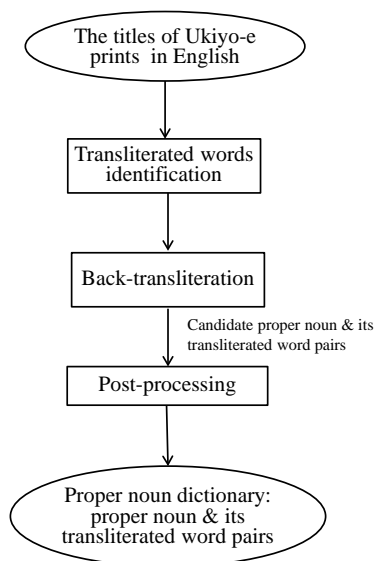 The titles of Ukiyo-e
prints in English
Transliterated words
identification
Back-transliteration
Candidate proper noun & its
transliterated word pairs
Post-processing
Proper noun dictionary:
proper noun & its
transliterated word pairs